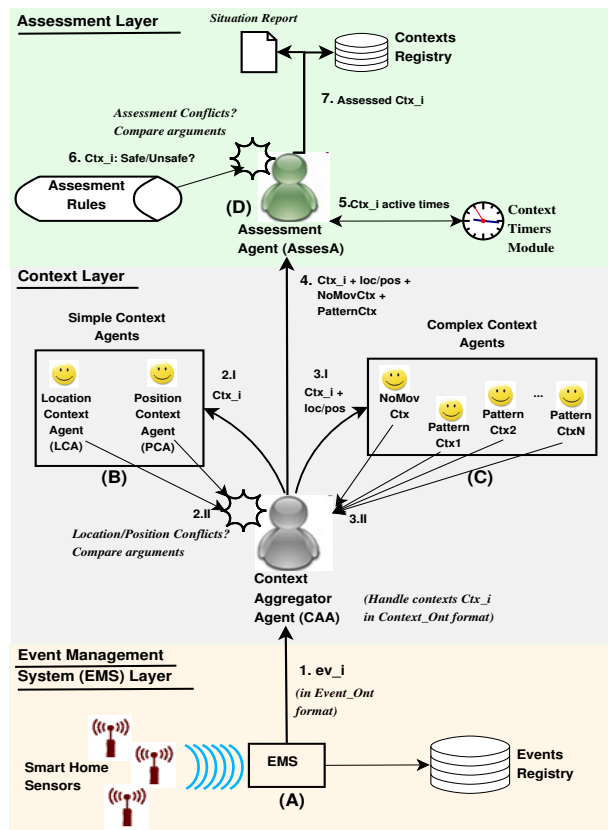 Assessment Layer
Situation Report
Contexts
Registry
7. Assessed Ctx_i
Assessment Conflicts?
Compare arguments
6. Ctx_i: Safe/Unsafe?
Assesment
Rules
(D)
5.Ctx_i active times
Context
Timers
Module
Assessment
Agent (AssesA)
Context Layer
4. Ctx_i + loc/pos +
NoMovCtx +
PatternCtx
Simple Context
Agents
Complex Context
Agents
2.I
Ctx_i
3.I
Ctx_i +
loc/pos
Location
Context
Agent
(LCA)
Position
Context
Agent
(PCA)
NoMov
Ctx
Pattern
Ctx1
Pattern
Ctx2
...
Pattern
CtxN
(B)
(C)
2.II
3.II
Location/Position Conflicts?
Compare arguments
Context
Aggregator
Agent (CAA)
(Handle contexts Ctx_i
in Context_Ont format)
Event Management
System (EMS) Layer
1. ev_i
(in Event_Ont
format)
Smart Home
Sensors
EMS
(A)
Events
Registry